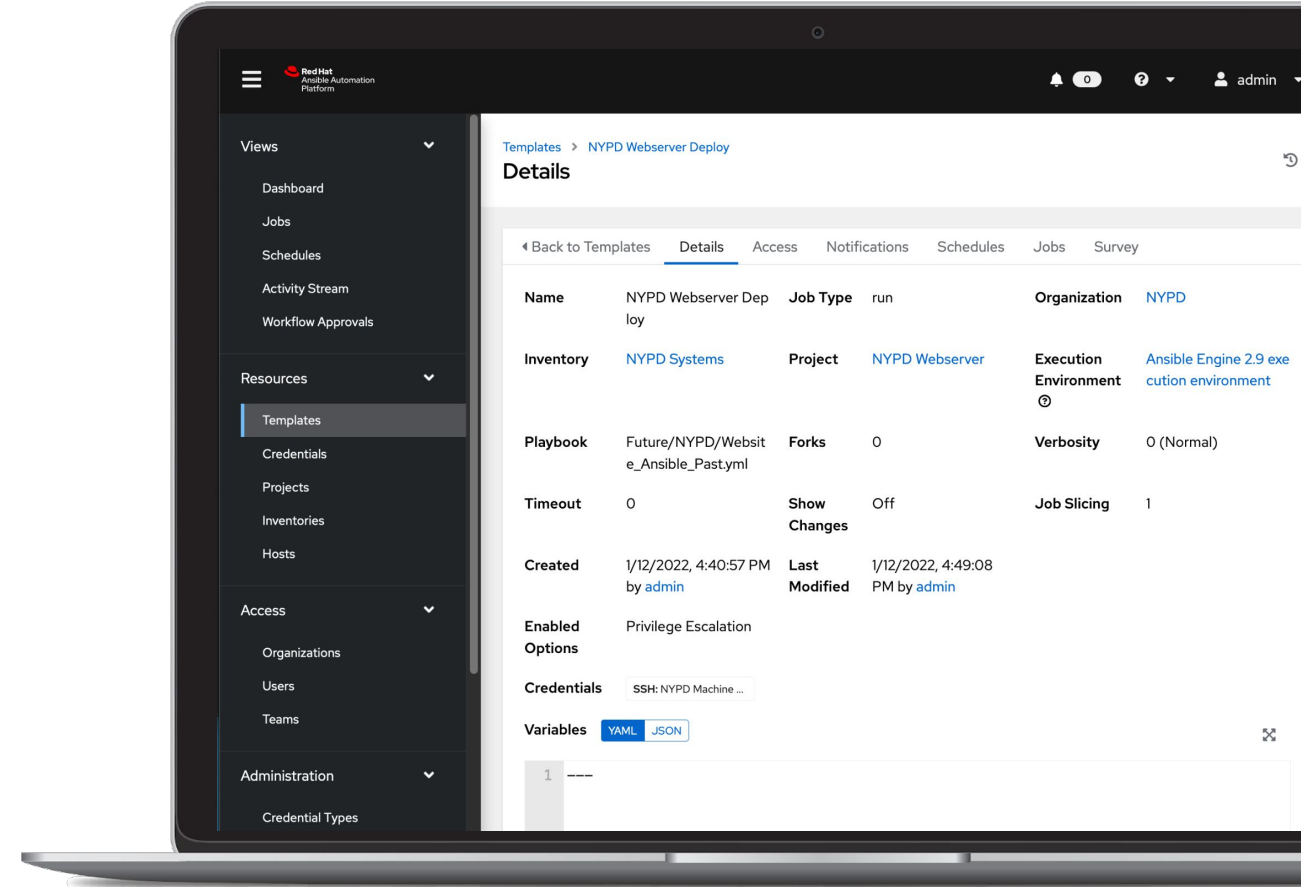 Red Hat
Ansible Automation
Platform
0
admin
Views
Dashboard
Jobs
Schedules
Activity Stream
Workflow Approvals
Resources
Templates
Credentials
Projects
Inventories
Hosts
Access
Organizations
Users
Teams
Administration
Credential Types
Templates > NYPD Webserver Deploy
Details
Back to Templates Details Access Notifications Schedules Jobs Survey
Name NYPD Webserver Dep Job Type run Organization NYPD
loy
Inventory NYPD Systems Project NYPD Webserver Execution Ansible Engine 2.9 exe
Environment cution environment
Playbook Future/NYPD/Websit Forks 0 Verbosity 0 (Normal)
e_Ansible_Past.yml
Timeout 0 Show Off Job Slicing 1
Changes
Created 1/12/2022, 4:40:57 PM Last 1/12/2022, 4:49:08
by admin Modified PM by admin
Enabled Privilege Escalation
Options
Credentials SSH: NYPD Machine ...
Variables YAML JSON
1 ---